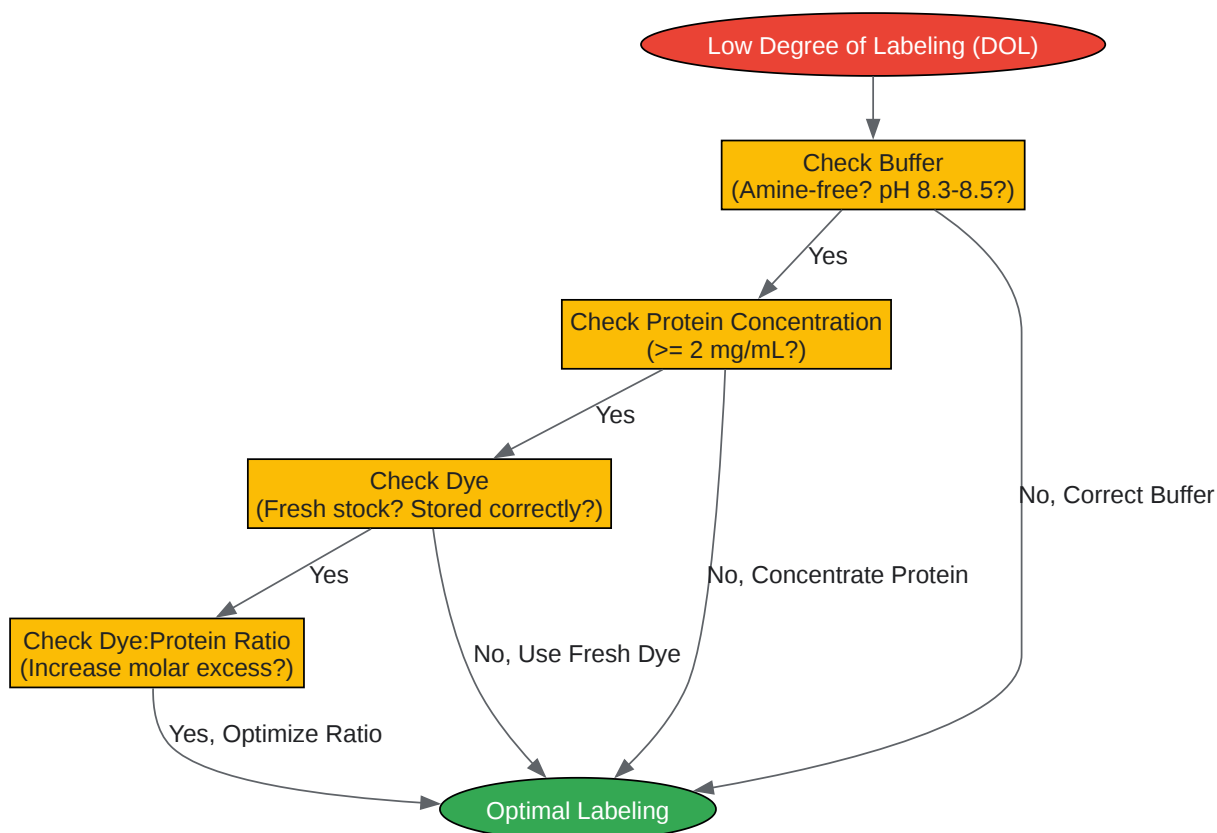 Low Degree of Labeling (DOL)
Check Buffer
(Amine-free? pH 8.3-8.5?)
Yes
Check Protein Concentration
(>= 2 mg/mL?)
Yes
Check Dye
(Fresh stock? Stored correctly?)
No, Correct Buffer
Yes
No, Concentrate Protein
Check Dye:Protein Ratio
(Increase molar excess?)
No, Use Fresh Dye
Yes, Optimize Ratio
Optimal Labeling